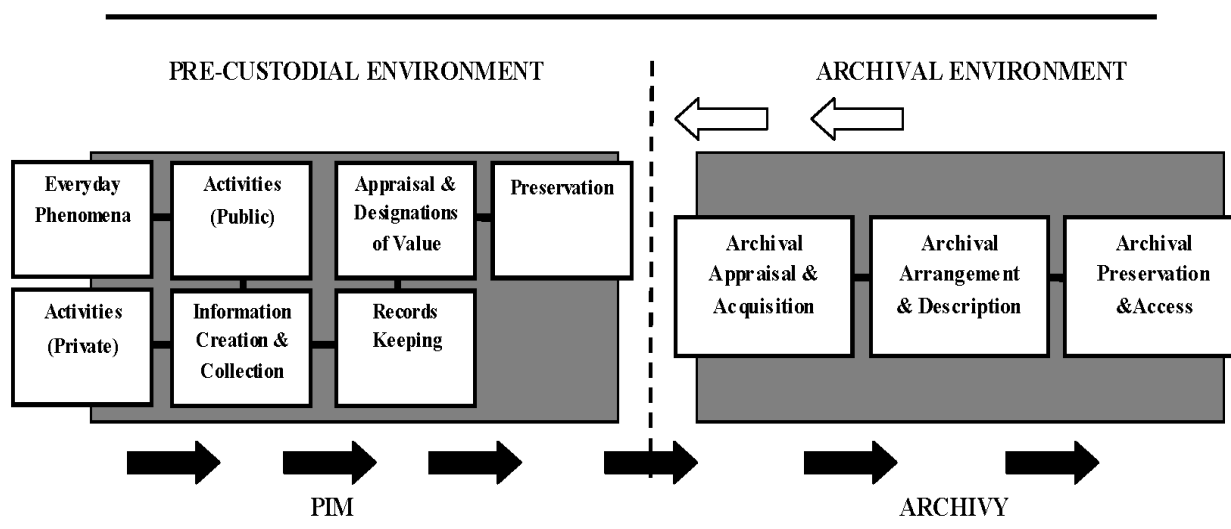 PRE-CUSTODIAL ENVIRONMENT
ARCHIVAL ENVIRONMENT
Everyday
Phenomena
Activities
(Public)
Appraisal &
Designations
of Value
Preservation
Activities
(Private)
Information
Creation &
Collection
Records
Keeping
Archival
Appraisal &
Acquisition
Archival
Arrangement
& Description
Archival
Preservation
&Access
PIM
ARCHIVY